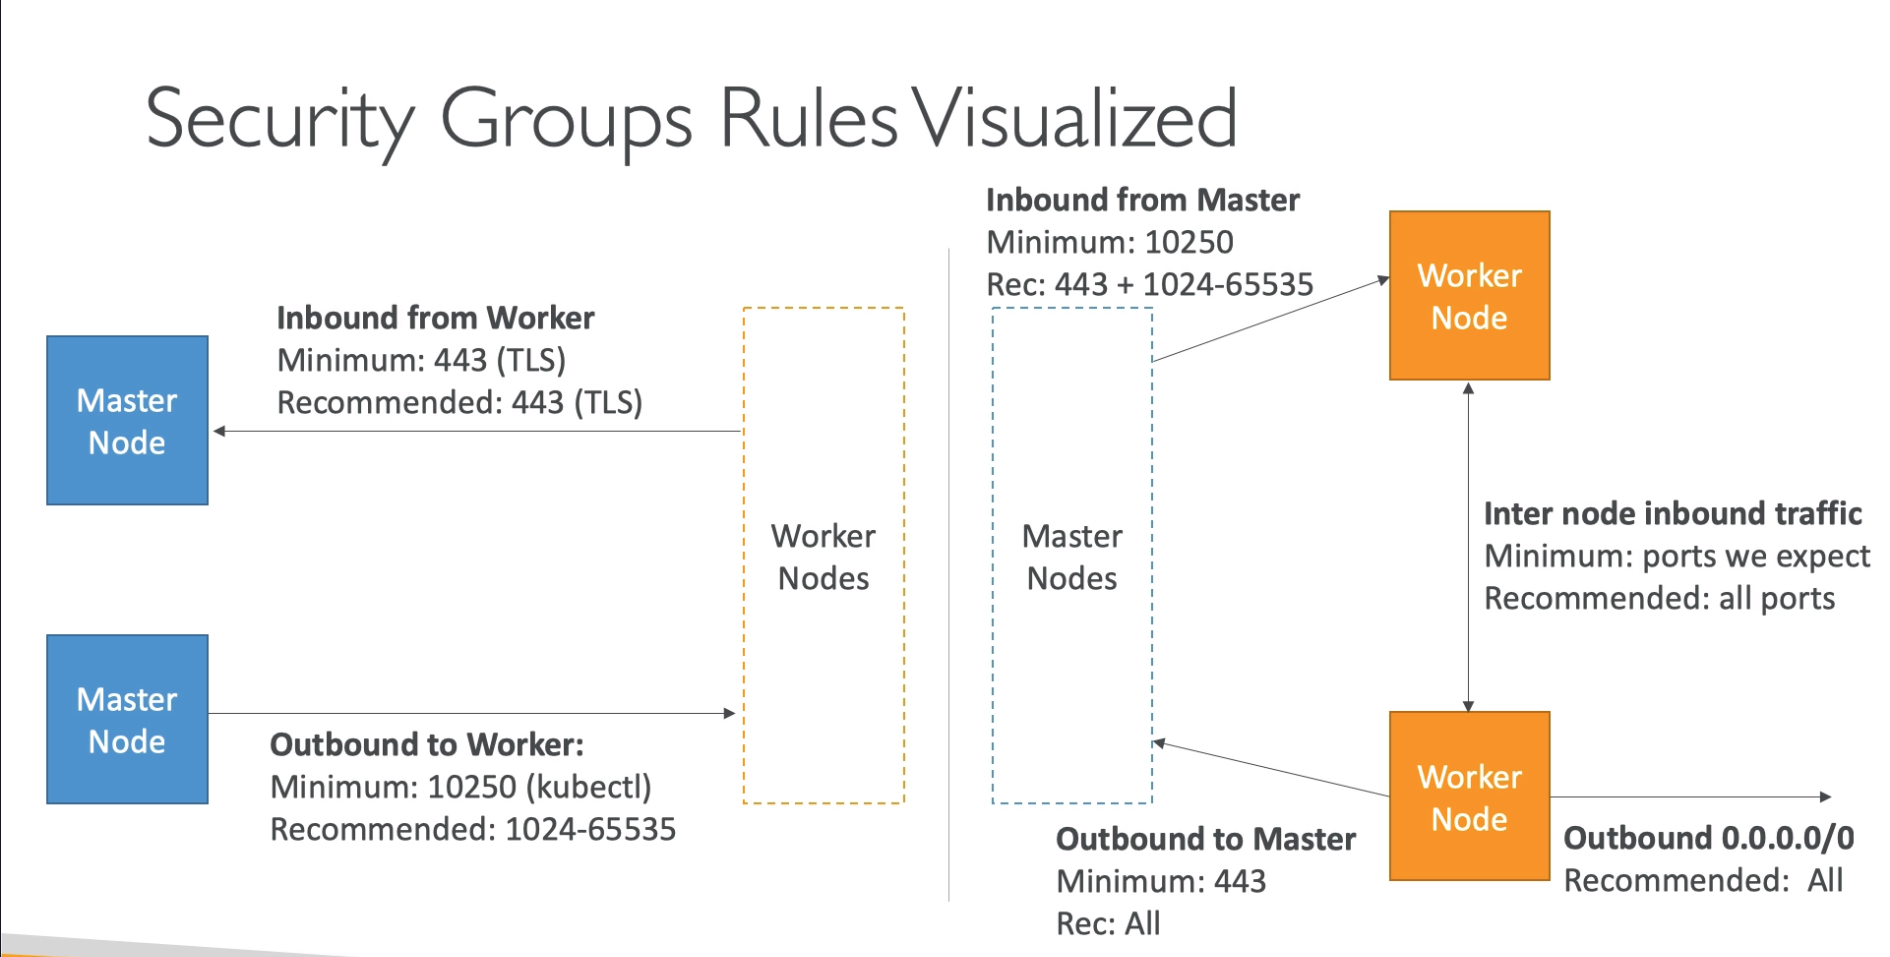 Security Groups Rules Visualized
Inbound from Worker
Minimum: 443 (TLS)
Recommended: 443 (TLS)
Master
Node
Master
Node
Outbound to Worker:
Minimum: 10250 (kubectl)
Recommended: 1024-65535
Worker
Nodes
Inbound from Master
Minimum: 10250
Rec: 443 + 1024-65535
Worker
Node
Master
Nodes
Inter node inbound traffic
Minimum: ports we expect
Recommended: all ports
Worker
Node
Outbound to Master
Minimum: 443
Rec: All
Outbound 0.0.0.0/0
Recommended:  All